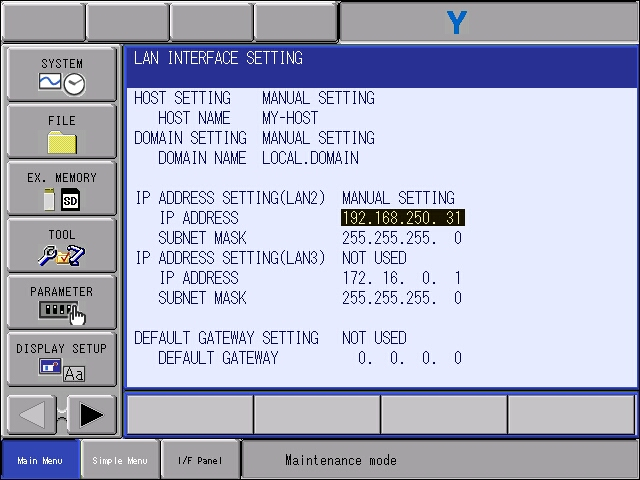 Y
LAN INTERFACE SETTING
SYSTEM
FILE
EX. MEMORY
SD
TOOL
PARAMETER
DISPLAY SETUP
Aa
HOST SETTING MANUAL SETTING
HOST NAME MY-HOST
DOMAIN SETTING MANUAL SETTING
DOMAIN NAME LOCAL.DOMAIN
IP ADDRESS SETTING(LAN2) MANUAL SETTING
IP ADDRESS 192.168.250. 31
SUBNET MASK 255.255.255. 0
IP ADDRESS SETTING(LAN3) NOT USED
IP ADDRESS 172. 16. 0. 1
SUBNET MASK 255.255.255. 0
DEFAULT GATEWAY SETTING NOT USED
DEFAULT GATEWAY 0. 0. 0. 0
Main Menu Simple Menu I/F Panel Maintenance mode